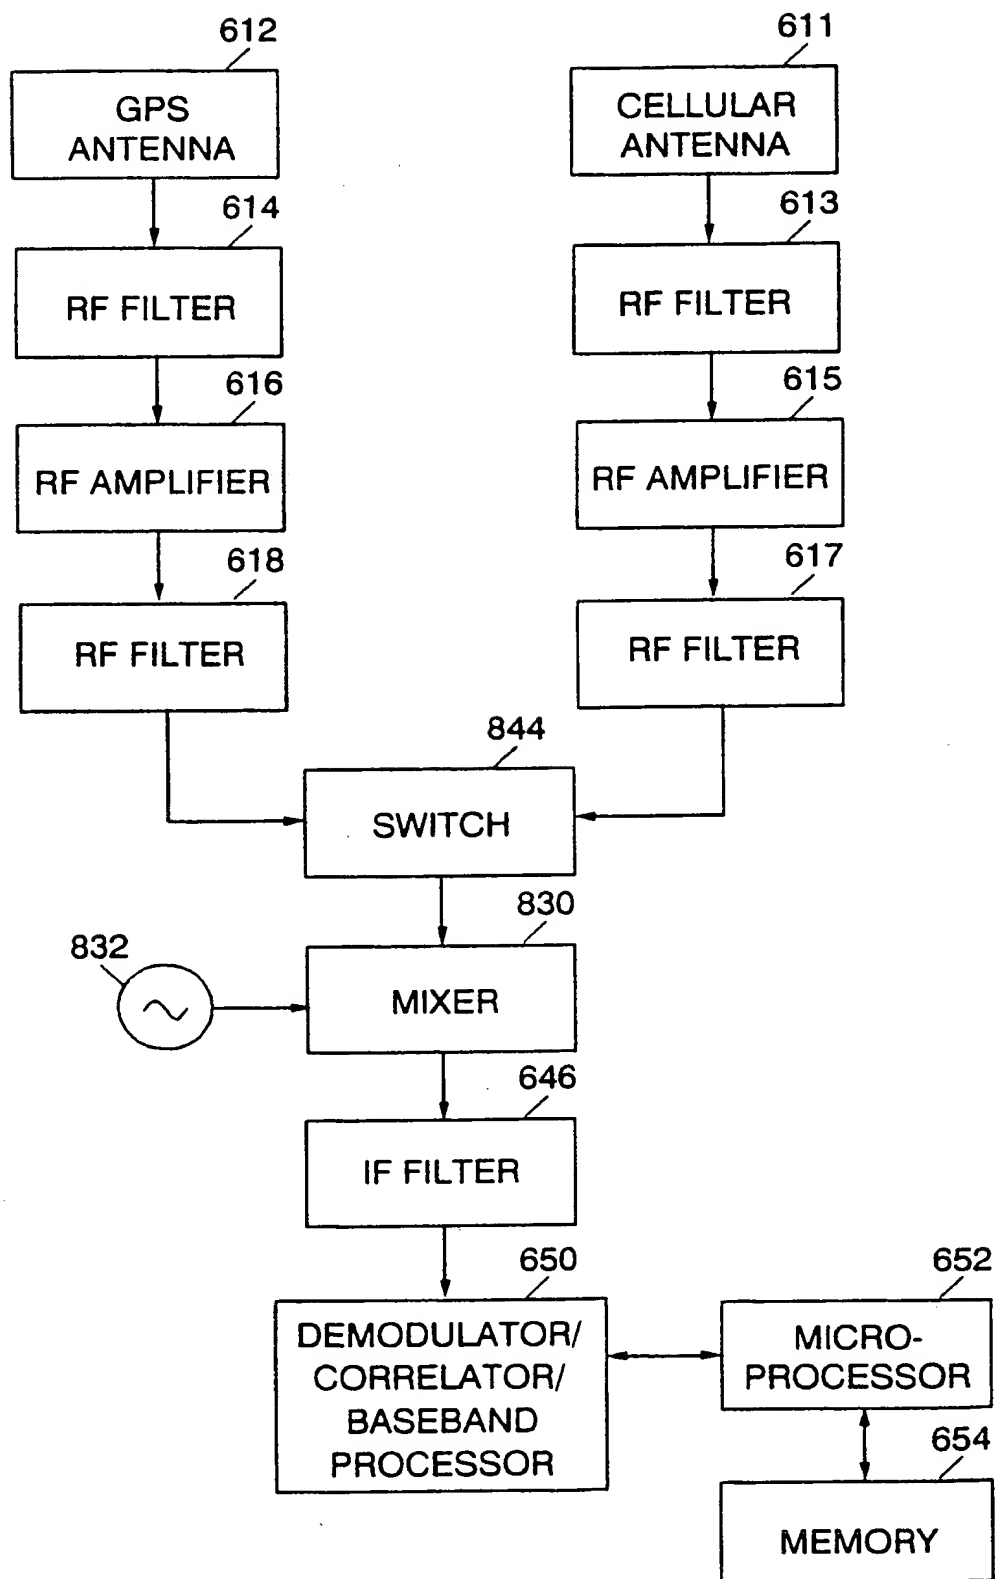 612
GPS
ANTENNA
611
CELLULAR
ANTENNA
614
RF FILTER
613
RF FILTER
616
RF AMPLIFIER
615
RF AMPLIFIER
618
RF FILTER
617
RF FILTER
844
SWITCH
830
MIXER
832
646
IF FILTER
650
DEMODULATOR/
CORRELATOR/
BASEBAND
PROCESSOR
652
MICRO-
PROCESSOR
654
MEMORY